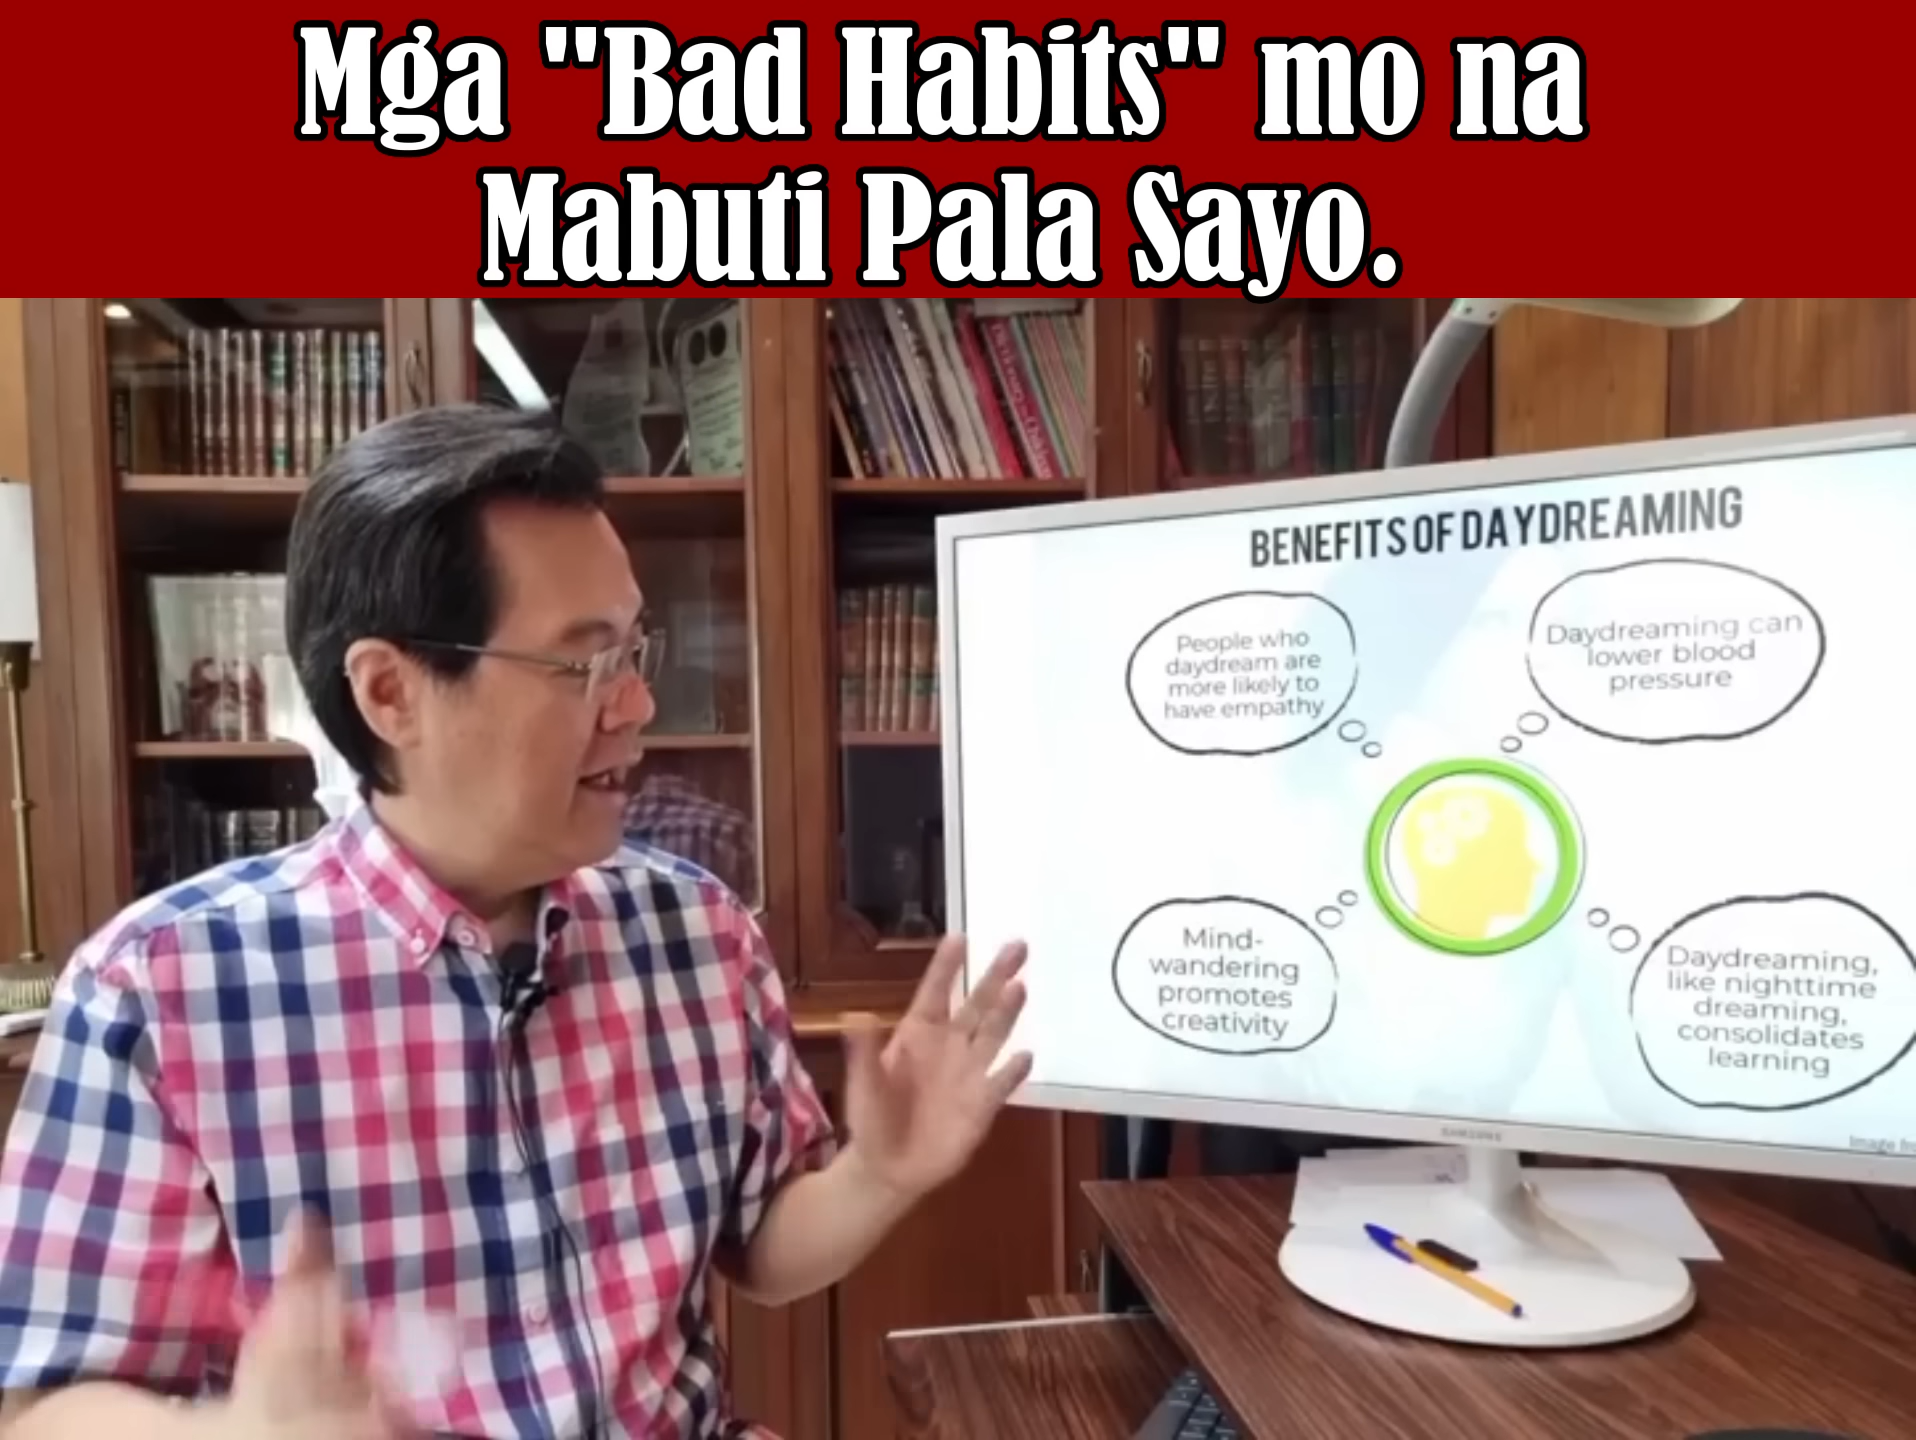 Mga "Bad Habits" mo na
Mabuti Pala Sayo.
BENEFITS OF DAYDREAMING
People who
daydream are
more likely to
have empathy
Daydreaming can
lower blood
pressure
Mind-
wandering
promotes
creativity
Daydreaming,
like nighttime
dreaming,
consolidates
learning
SAMSUNG